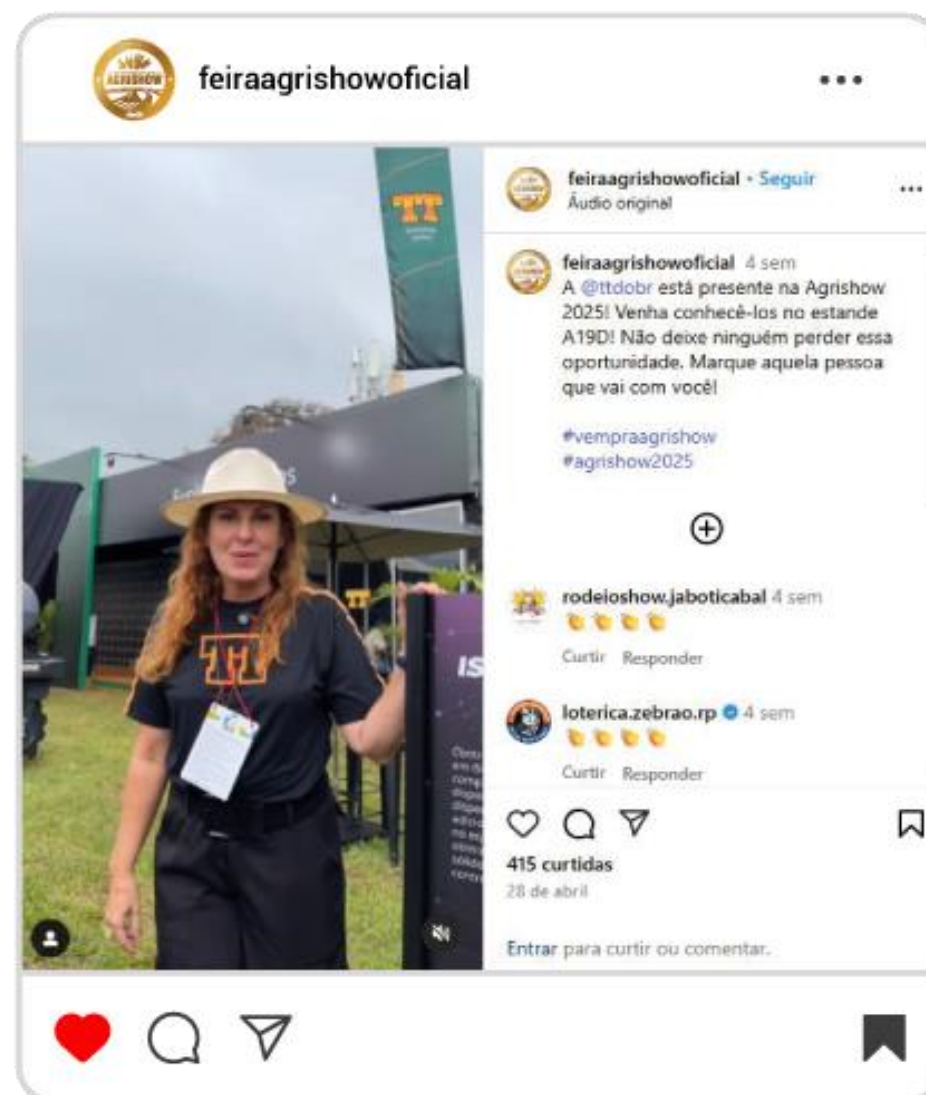 feiraagrishowoficial
AGRISHOW
TT
feiraagrishowoficial • Seguir
Áudio original
feiraagrishowoficial 4 sem
A @ttdobr está presente na Agrishow
2025! Venha conhecê-los no estande
A19D! Não deixe ninguém perder essa
oportunidade. Marque aquela pessoa
que vai com você!
#vempraagrishow
#agrishow2025
rodeioshow.jaboticabal 4 sem
Curtir Responder
loterica.zebrao.rp 4 sem
Curtir Responder
415 curtidas
28 de abril
Entrar para curtir ou comentar.
TT
TT
IS